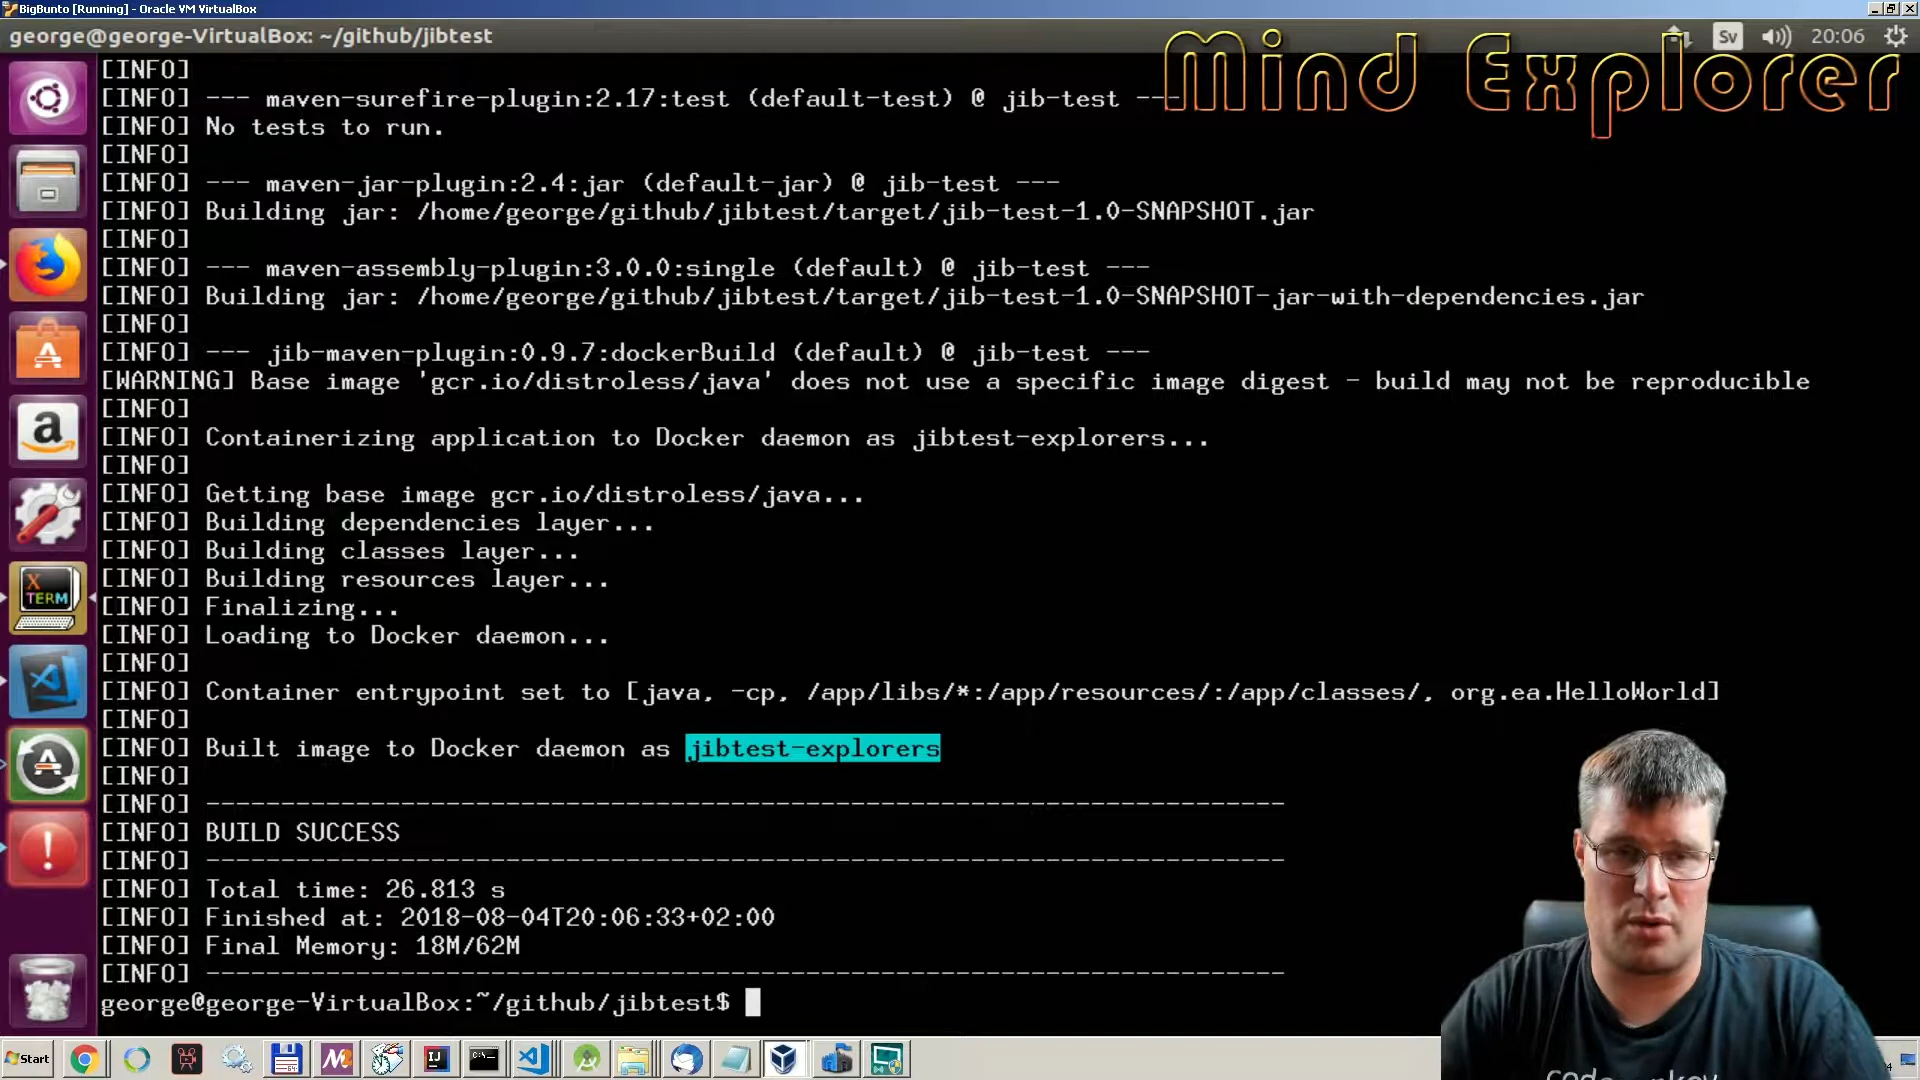 BigBunto [Running] - Oracle VM VirtualBox
george@george-VirtualBox: ~/github/jibtest
Sv
20:06
Mind Explorer
[INFO]
[INFO] --- maven-surefire-plugin:2.17:test (default-test) @ jib-test ---
[INFO] No tests to run.
[INFO]
[INFO] --- maven-jar-plugin:2.4:jar (default-jar) @ jib-test ---
[INFO] Building jar: /home/george/github/jibtest/target/jib-test-1.0-SNAPSHOT.jar
[INFO]
[INFO] --- maven-assembly-plugin:3.0.0:single (default) @ jib-test ---
[INFO] Building jar: /home/george/github/jibtest/target/jib-test-1.0-SNAPSHOT-jar-with-dependencies.jar
[INFO]
[INFO] --- jib-maven-plugin:0.9.7:dockerBuild (default) @ jib-test ---
[WARNING] Base image 'gcr.io/distroless/java' does not use a specific image digest - build may not be reproducible
[INFO]
[INFO] Containerizing application to Docker daemon as jibtest-explorers...
[INFO]
[INFO] Getting base image gcr.io/distroless/java...
[INFO] Building dependencies layer...
[INFO] Building classes layer...
[INFO] Building resources layer...
[INFO] Finalizing...
[INFO] Loading to Docker daemon...
[INFO]
[INFO] Container entrypoint set to [java, -cp, /app/libs/*:/app/resources/:/app/classes/, org.ea.HelloWorld]
[INFO]
[INFO] Built image to Docker daemon as jibtest-explorers
[INFO]
[INFO] ------------------------------------------------------------------------
[INFO] BUILD SUCCESS
[INFO] ------------------------------------------------------------------------
[INFO] Total time: 26.813 s
[INFO] Finished at: 2018-08-04T20:06:33+02:00
[INFO] Final Memory: 18M/62M
[INFO] ------------------------------------------------------------------------
george@george-VirtualBox:~/github/jibtest$
X TERM
Start